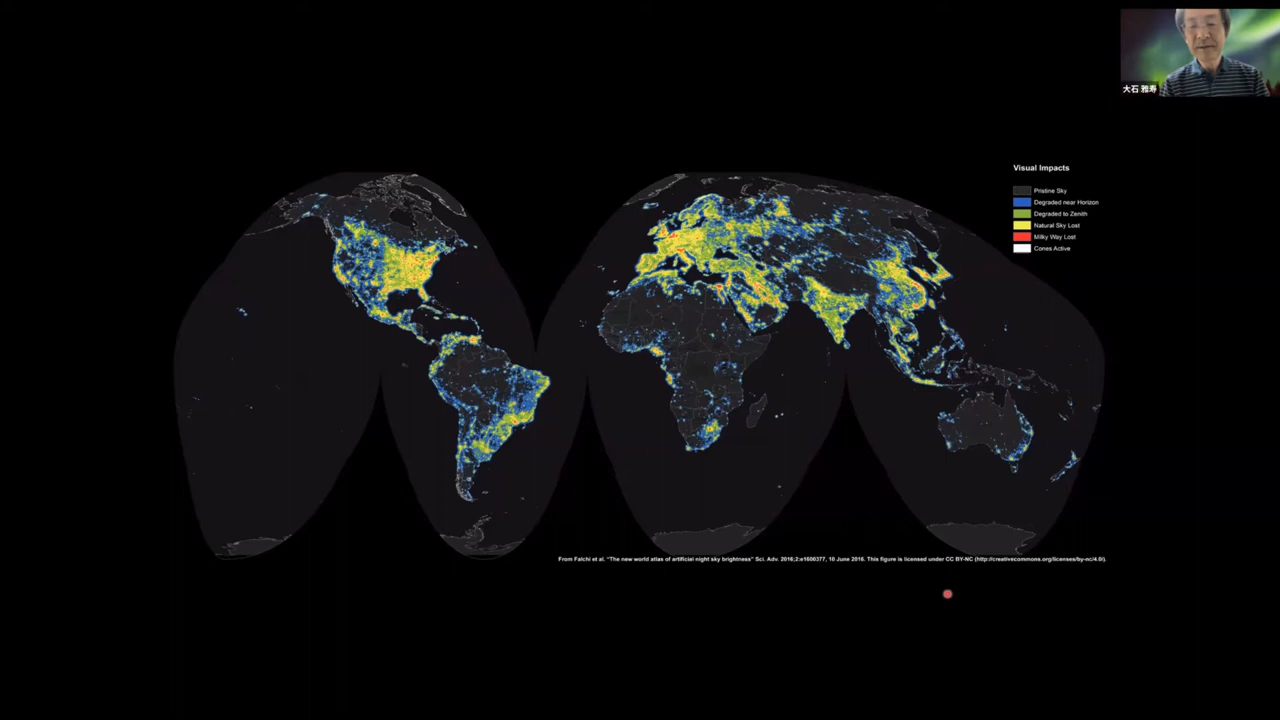 大石 雅寿
Visual Impacts
Pristine Sky
Degraded near Horizon
Degraded to Zenith
Natural Sky Lost
Milky Way Lost
Cones Active
From Falchi et al. "The new world atlas of artificial night sky brightness" Sci. Adv. 2016;2:e1600377, 10 June 2016. This figure is licensed under CC BY-NC (http://creativecommons.org/licenses/by-nc/4.0/).